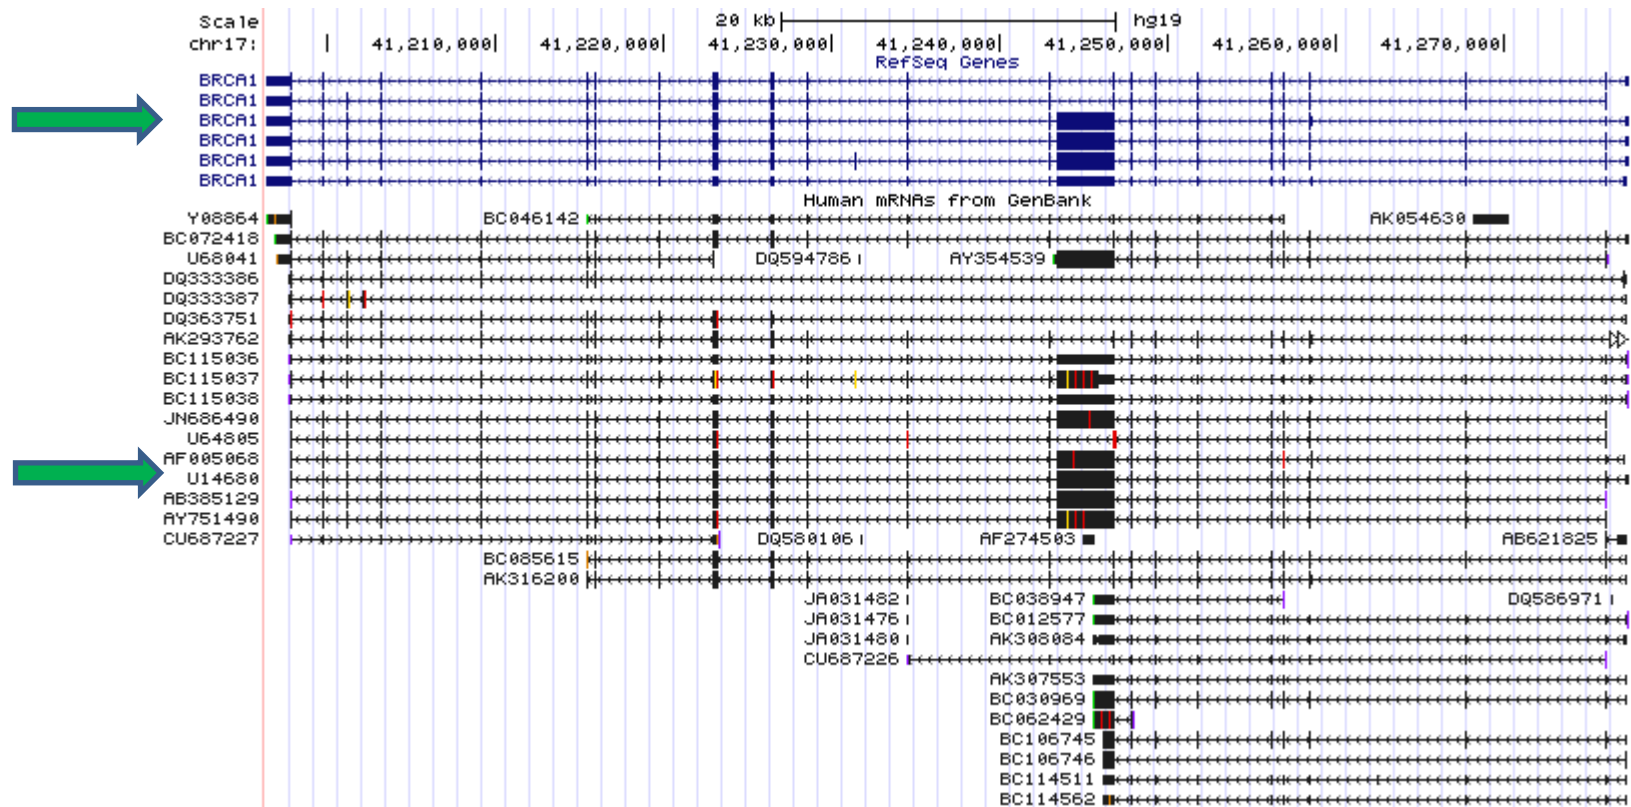 Scale 20 kb hg19
chr17: 41,210,000 41,220,000 41,230,000 41,240,000 41,250,000 41,260,000 41,270,000
RefSeq Genes
BRCA1
BRCA1
BRCA1
BRCA1
BRCA1
BRCA1
Human mRNAs from GenBank
Y08864 BC046142 AK054630
BC072418
U68041 DQ594786 AY354539
DQ333386
DQ333387
DQ363751
AK293762
BC115036
BC115037
BC115038
JN686490
U64805
AF005068
U14680
AB385129
AY751490
CU687227 DQ580106 AF274503 AB621825
BC085615
AK316200
JA031482 BC038947 DQ586971
JA031476 BC012577
JA031480 AK308084
CU687226
AK307553
BC030969
BC062429
BC106745
BC106746
BC114511
BC114562